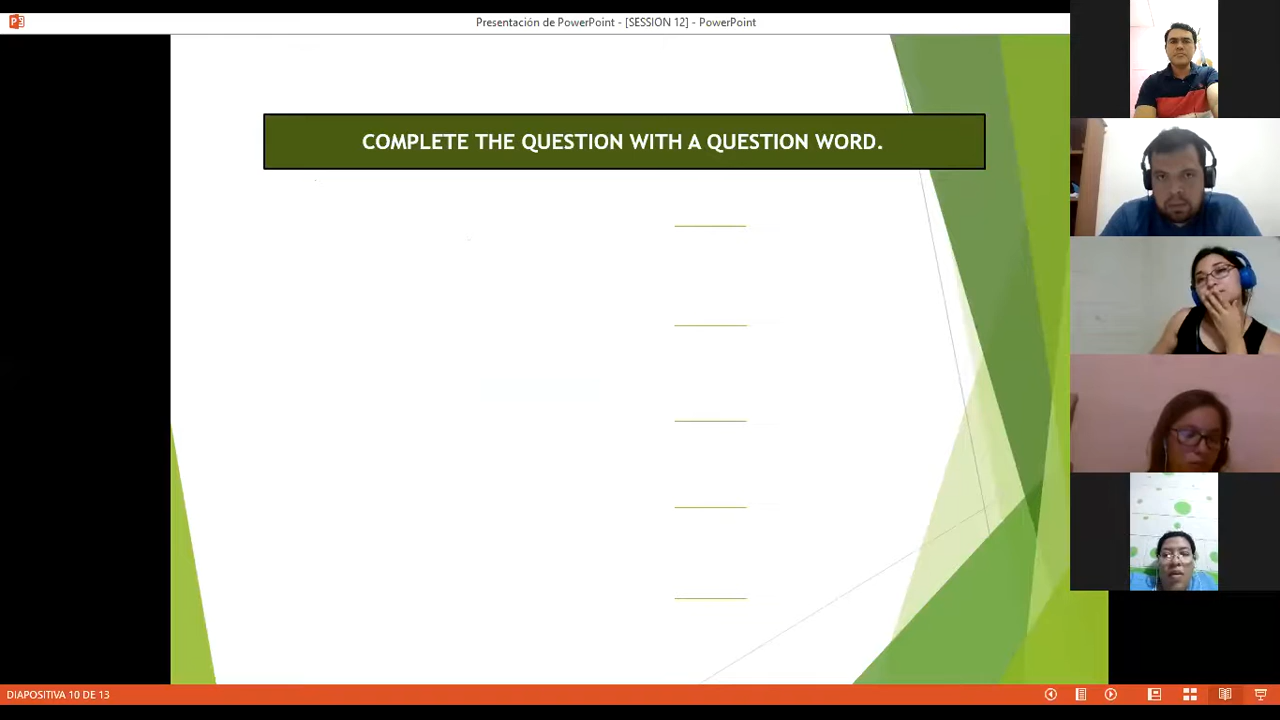 Presentación de PowerPoint - [SESSION 12] - PowerPoint
COMPLETE THE QUESTION WITH A QUESTION WORD.
DIAPOSITIVA 10 DE 13